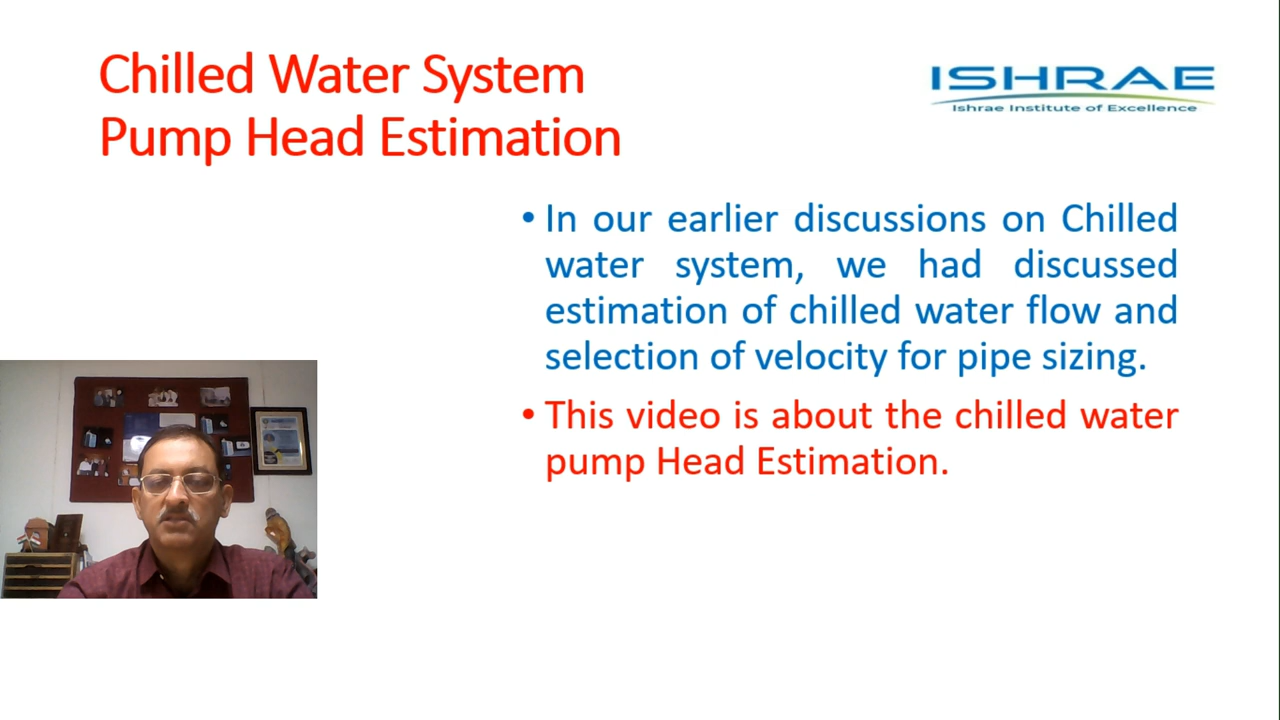 Chilled Water System
Pump Head Estimation
ISHRAE
Ishrae Institute of Excellence
• In our earlier discussions on Chilled
water system, we had discussed
estimation of chilled water flow and
selection of velocity for pipe sizing.
• This video is about the chilled water
pump Head Estimation.